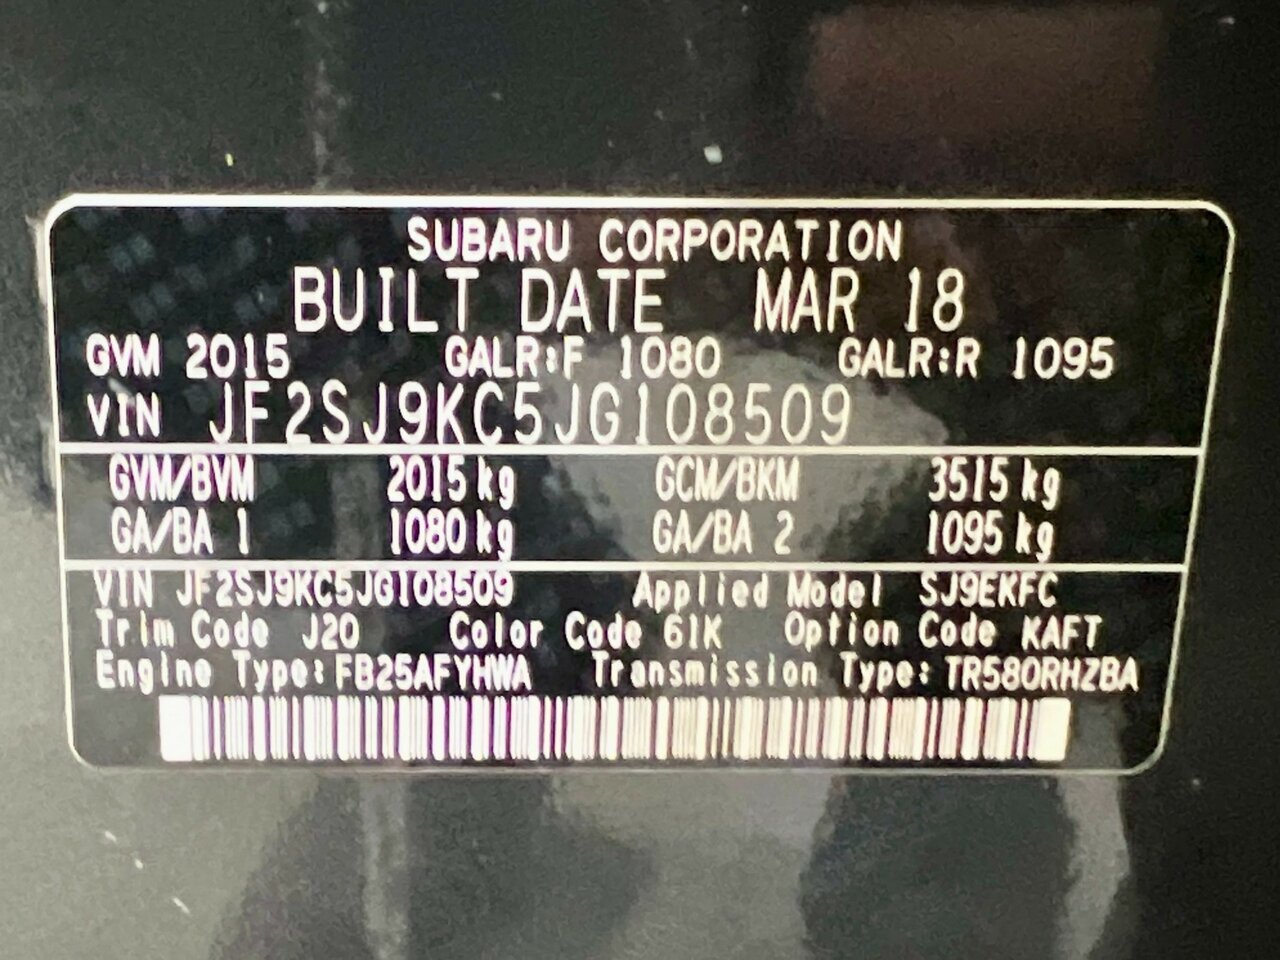 SUBARU CORPORATION
BUILT DATE MAR 18
GVM 2015 GALR:F 1080 GALR:R 1095
VIN JF2SJ9KC5JG108509
GVM/BVM 2015 kg GCM/BKM 3515 kg
GA/BA 1 1080 kg GA/BA 2 1095 kg
VIN JF2SJ9KC5JG108509 Applied Model SJ9EKFC
Trim Code J20 Color Code 61K Option Code KAFT
Engine Type:FB25AFYHWA Transmission Type:TR580RHZBA